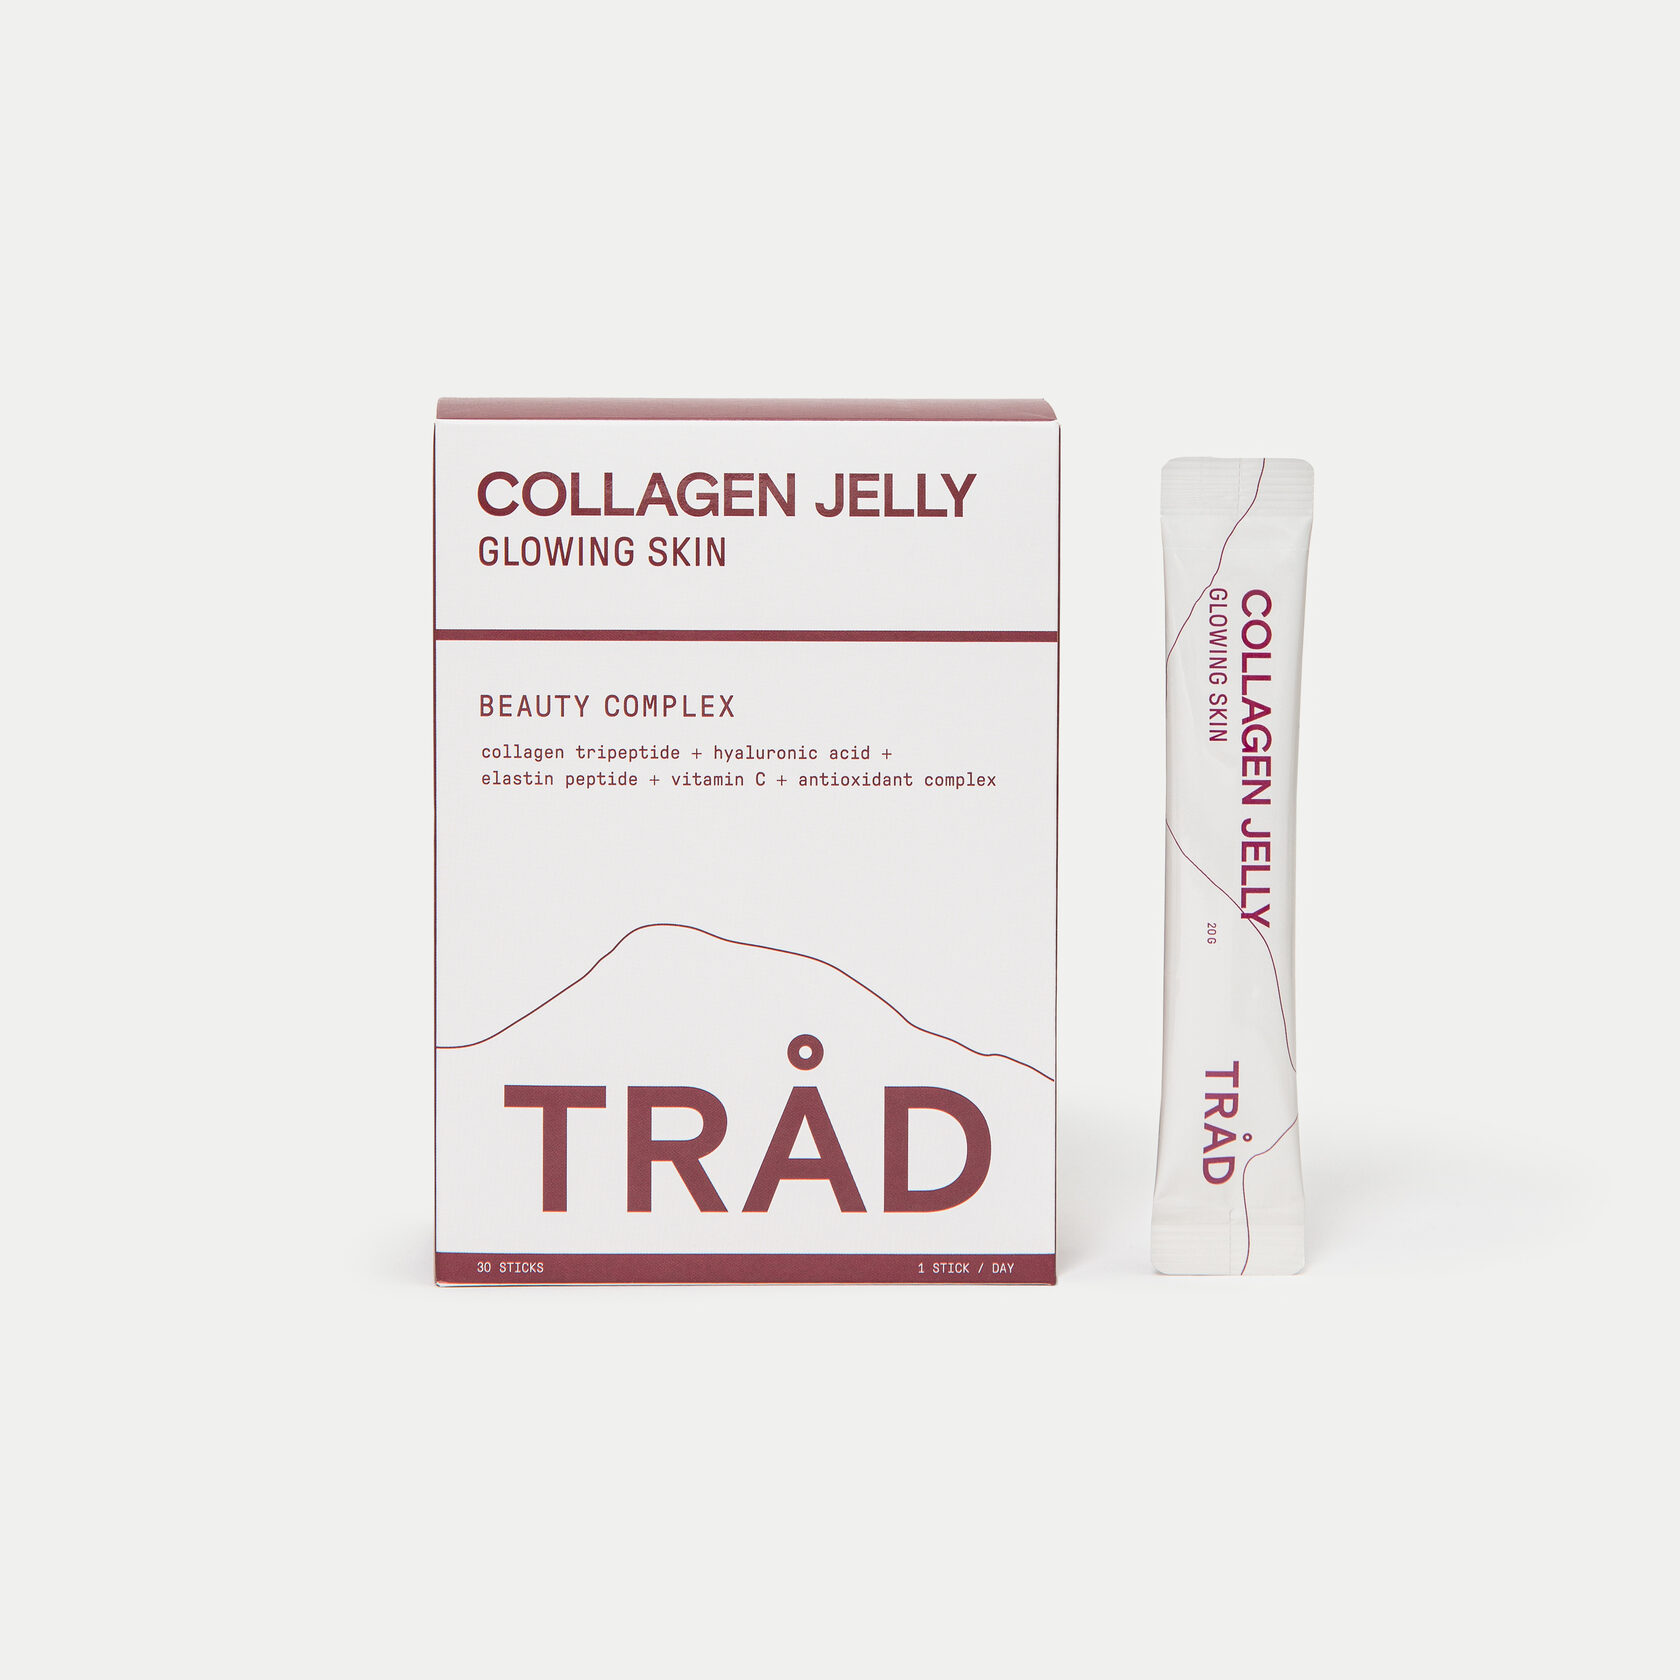 COLLAGEN JELLY
GLOWING SKIN
BEAUTY COMPLEX
collagen tripeptide + hyaluronic acid +
elastin peptide + vitamin C + antioxidant complex
TRÅD
30 STICKS
1 STICK / DAY
COLLAGEN JELLY
GLOWING SKIN
20 G
TRÅD